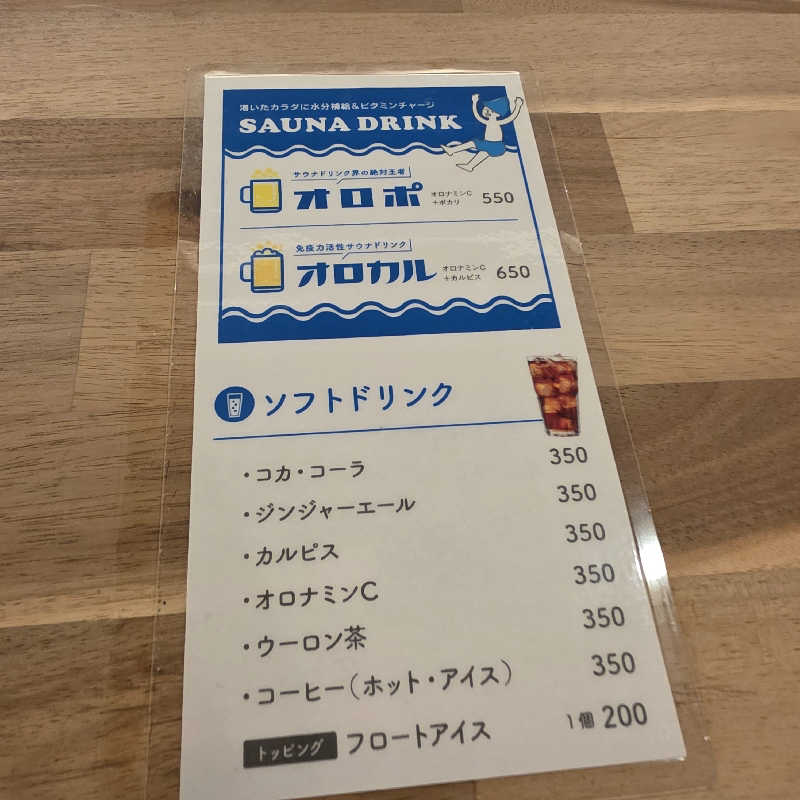 渇いたカラダに水分補給&ビタミンチャージ
SAUNA DRINK
サウナドリンク界の絶対王者
オロポ オロナミンC +ポカリ 550
免疫力活性サウナドリンク
オロカル オロナミンC +カルピス 650
ソフトドリンク
・コカ・コーラ 350
・ジンジャーエール 350
・カルピス 350
・オロナミンC 350
・ウーロン茶 350
・コーヒー(ホット・アイス) 350
トッピング フロートアイス 1個 200